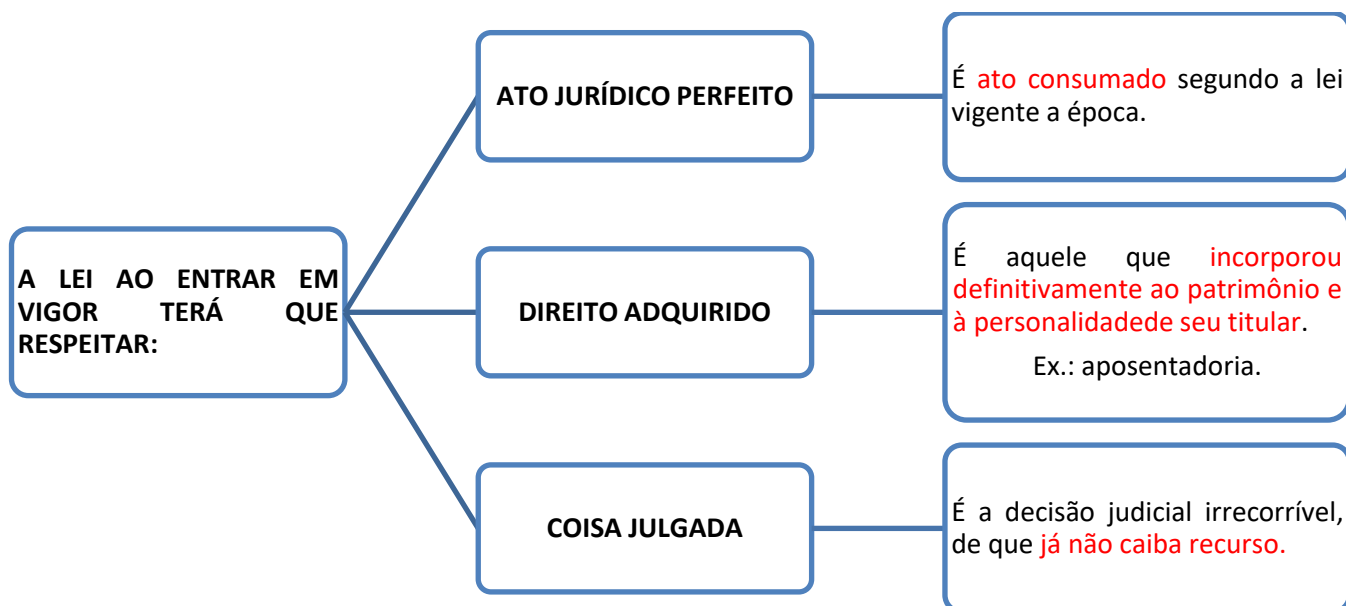 A LEI AO ENTRAR EM
VIGOR TERÁ QUE
RESPEITAR:
ATO JURÍDICO PERFEITO
É ato consumado segundo a lei
vigente a época.
DIREITO ADQUIRIDO
É aquele que incorporou
definitivamente ao patrimônio e
à personalidadede seu titular.
Ex.: aposentadoria.
COISA JULGADA
É a decisão judicial irrecorrível,
de que já não caiba recurso.